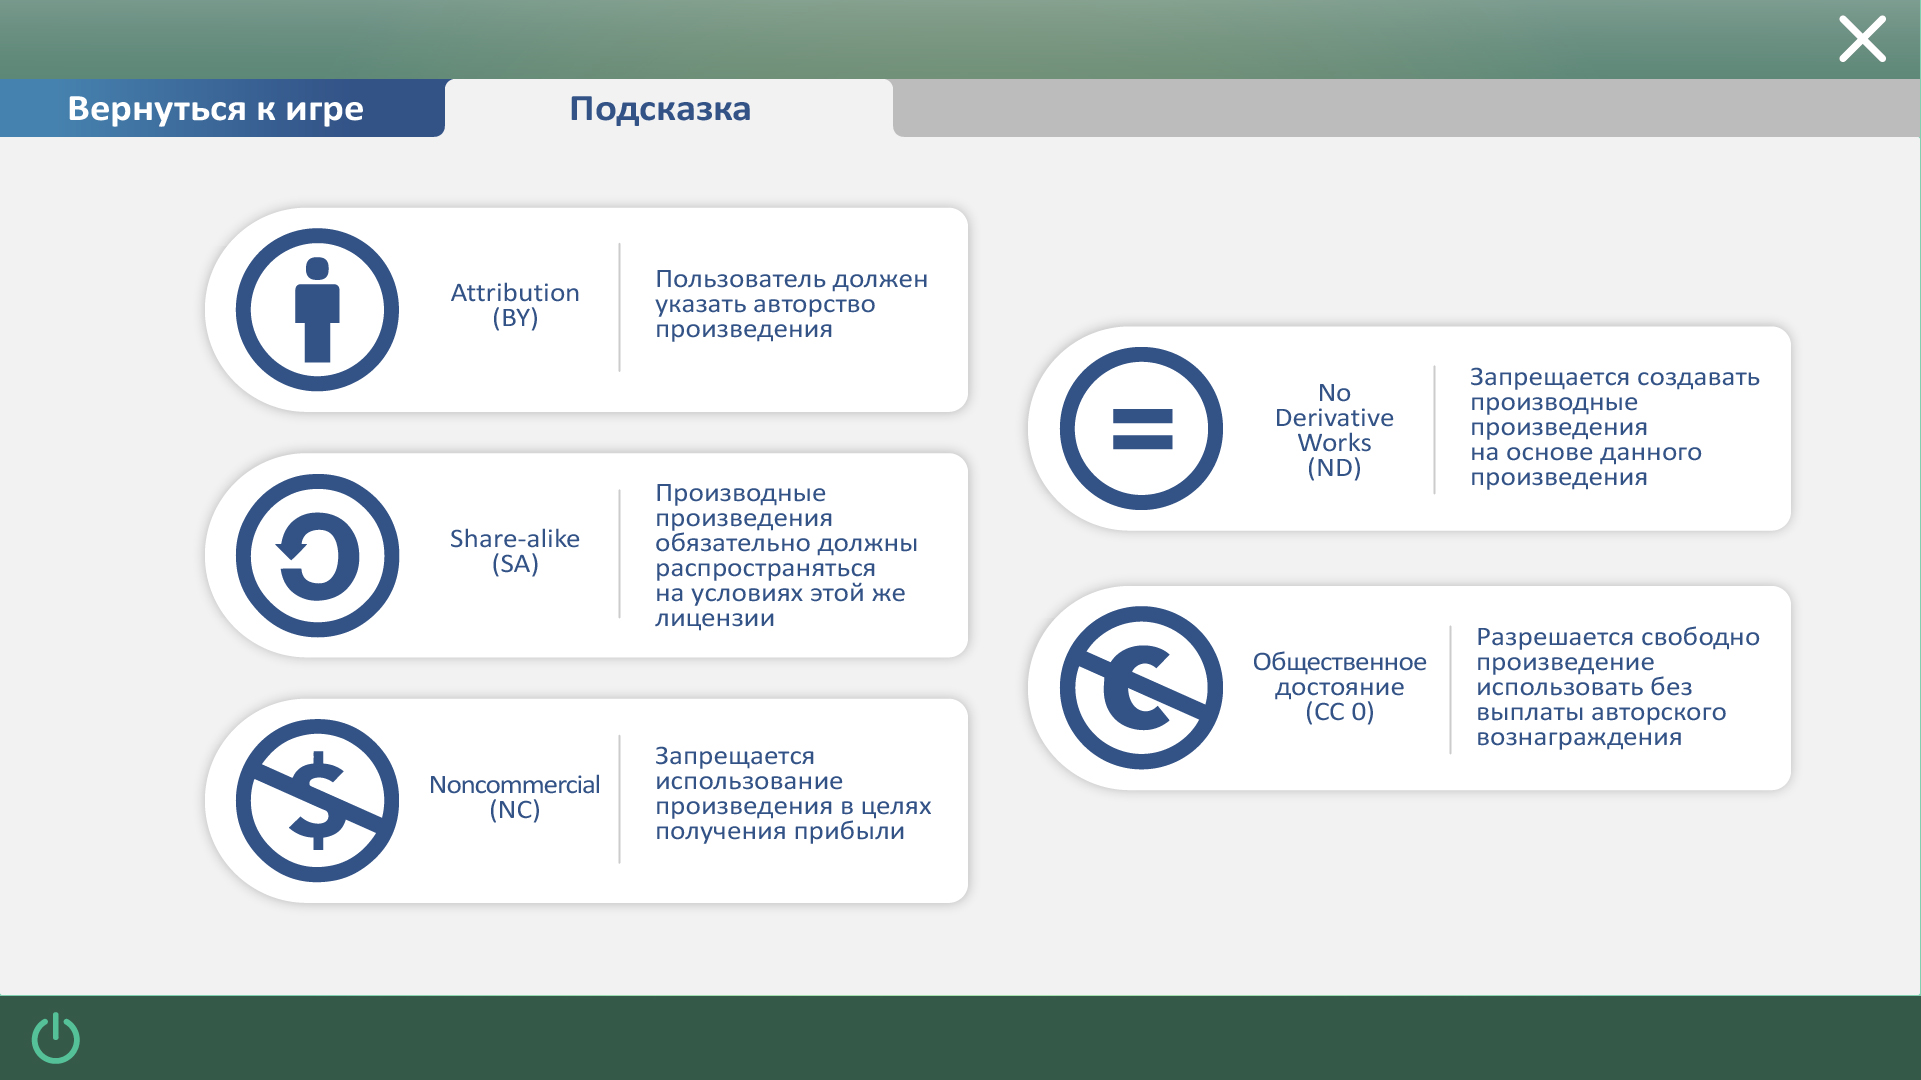 Вернуться к игре
Подсказка
Attribution
(BY)
Пользователь должен
указать авторство
произведения
Share-alike
(SA)
Производные
произведения
обязательно должны
распространяться
на условиях этой же
лицензии
Noncommercial
(NC)
Запрещается
использование
произведения в целях
получения прибыли
No
Derivative
Works
(ND)
Запрещается создавать
производные
произведения
на основе данного
произведения
Общественное
достояние
(CC 0)
Разрешается свободно
произведение
использовать без
выплаты авторского
вознаграждения